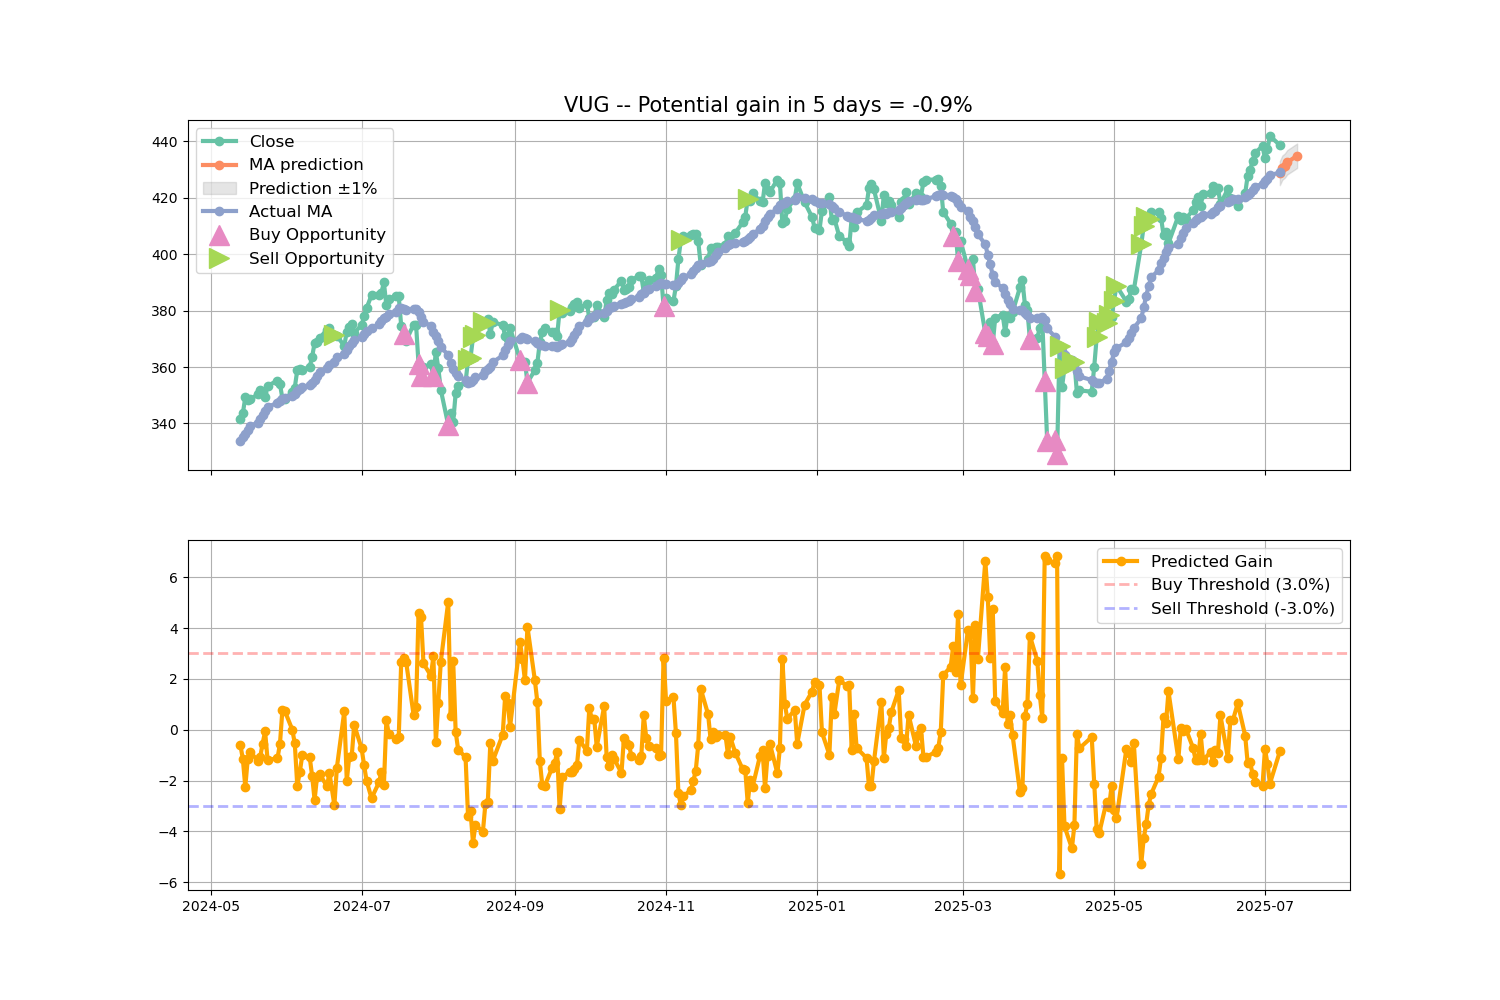 VUG -- Potential gain in 5 days = -0.9%
Close
MA prediction
Prediction ±1%
Actual MA
Buy Opportunity
Sell Opportunity
440
420
400
380
360
340
Predicted Gain
Buy Threshold (3.0%)
Sell Threshold (-3.0%)
6
4
2
0
−2
−4
−6
2024-05 2024-07 2024-09 2024-11 2025-01 2025-03 2025-05 2025-07